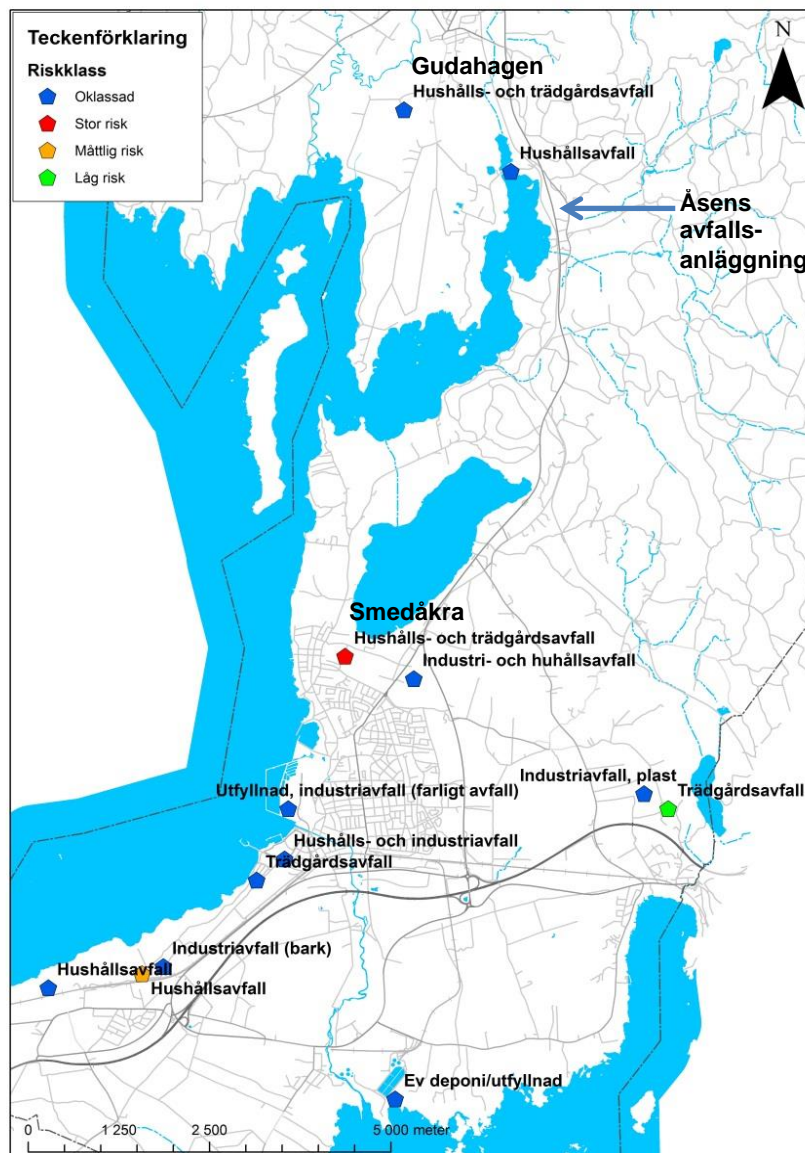 Teckenförklaring
Riskklass
Oklassad
Stor risk
Måttlig risk
Låg risk
N
Gudahagen
Hushålls- och trädgårdsavfall
Hushållsavfall
Åsens
avfalls-
anläggning
Smedåkra
Hushålls- och trädgårdsavfall
Industri- och huhållsavfall
Industriavfall, plast
Trädgårdsavfall
Utfyllnad, industriavfall (farligt avfall)
Hushålls- och industriavfall
Trädgårdsavfall
Industriavfall (bark)
Hushållsavfall
Hushållsavfall
Ev deponi/utfyllnad
0 1 250 2 500 5 000 meter